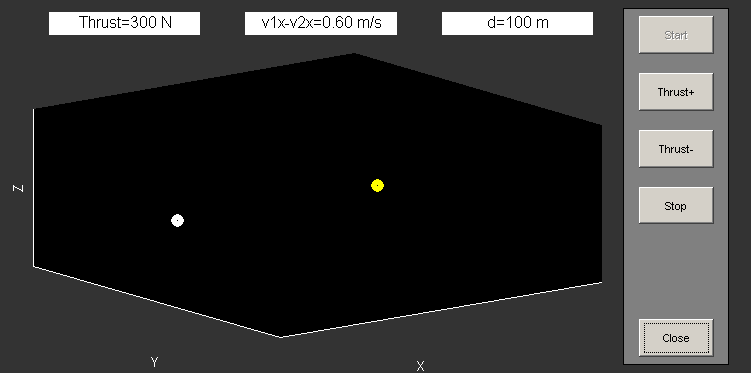 Thrust=300 N
v1x-v2x=0.60 m/s
d=100 m
Start
Thrust+
Thrust-
Stop
Close
Z
Y
X